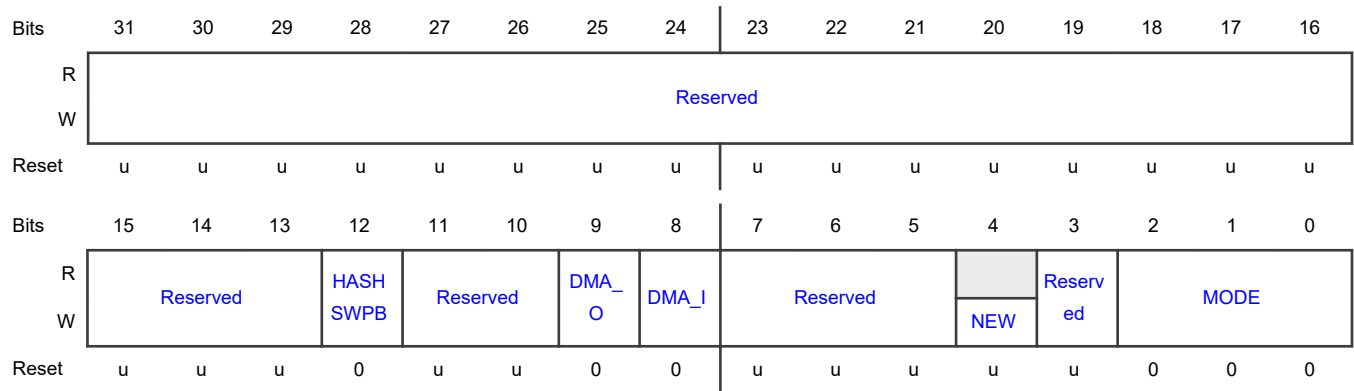 Bits 31 30 29 28 27 26 25 24 23 22 21 20 19 18 17 16
R
Reserved
W
Reset u u u u u u u u u u u u u u u u
Bits 15 14 13 12 11 10 9 8 7 6 5 4 3 2 1 0
R
Reserved HASH SWPB Reserved DMA_ O DMA_I Reserved NEW Reserv ed MODE
W
Reset u u u 0 u u 0 0 u u u u u 0 0 0